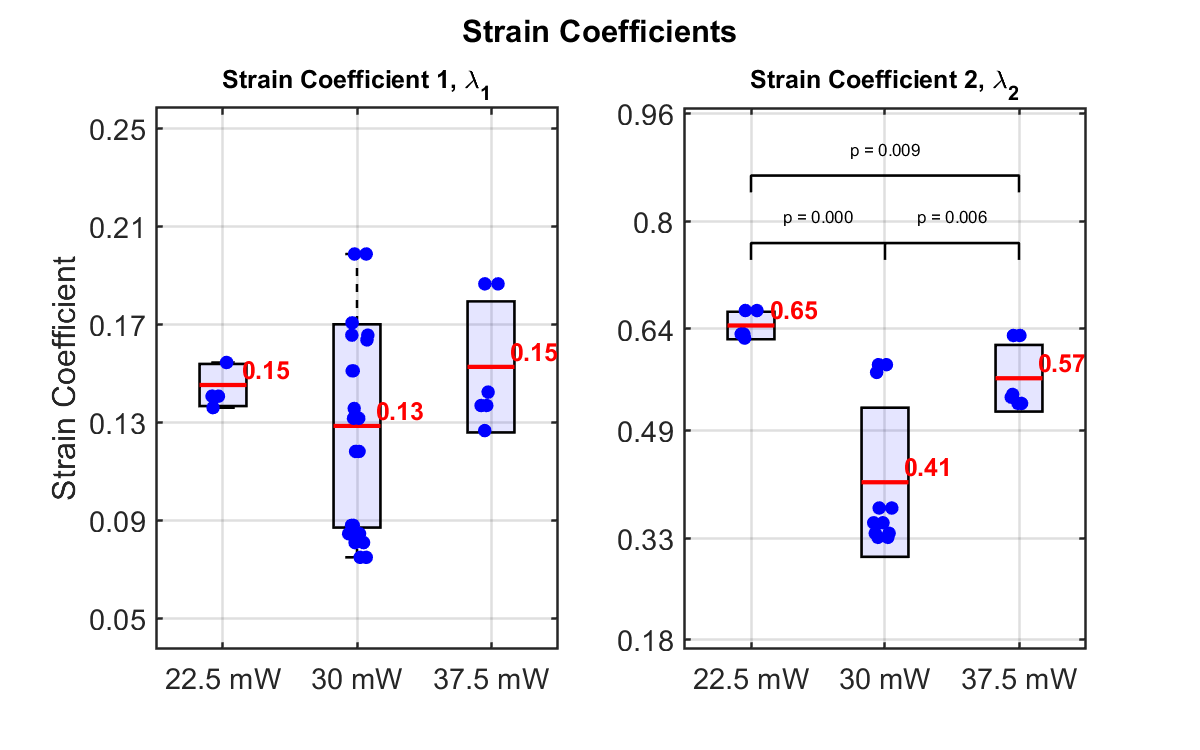 Strain Coefficients
Strain Coefficient 1, λ1
Strain Coefficient
0.25
0.21
0.17
0.13
0.09
0.05
0.15
0.13
0.15
22.5 mW
30 mW
37.5 mW
Strain Coefficient 2, λ2
0.96
0.8
0.64
0.49
0.33
0.18
p = 0.009
p = 0.000
p = 0.006
0.65
0.41
0.57
22.5 mW
30 mW
37.5 mW